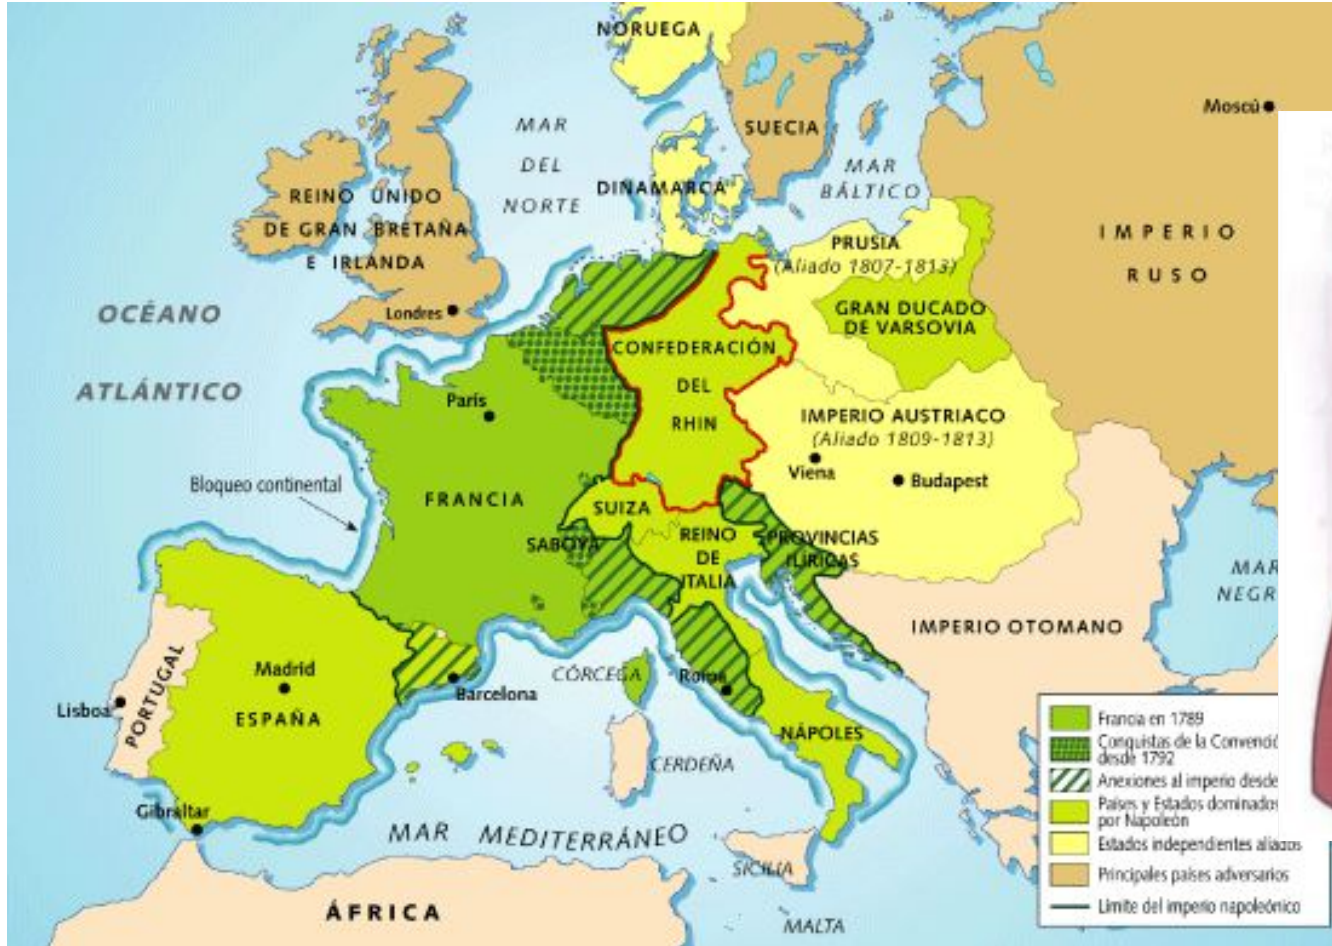 NORUEGA
SUECIA
Moscú
MAR
DEL
NORTE
DINAMARCA
MAR
BÁLTICO
REINO UNIDO
DE GRAN BRETAÑA
E IRLANDA
Londres
IMPERIO
RUSO
PRUSIA
(Aliado 1807-1813)
GRAN DUCADO
DE VARSOVIA
OCÉANO
ATLÁNTICO
CONFEDERACIÓN
DEL
RHIN
París
IMPERIO AUSTRIACO
(Aliado 1809-1813)
Viena
Budapest
Bloqueo continental
FRANCIA
SUIZA
SABOYA
REINO
DE
ITALIA
PROVINCIAS
ILÍRICAS
MAR
NEGR
IMPERIO OTOMANO
PORTUGAL
Lisboa
Madrid
ESPAÑA
Barcelona
CÓRCEGA
Roma
NÁPOLES
CERDEÑA
Gibraltar
MAR MEDITERRÁNEO
SICILIA
MALTA
ÁFRICA
Francia en 1789
Conquistas de la Convenció
desde 1792
Anexiones al imperio desde
Países y Estados dominados
por Napoleón
Estados independientes aliados
Principales países adversarios
Límite del imperio napoleónico